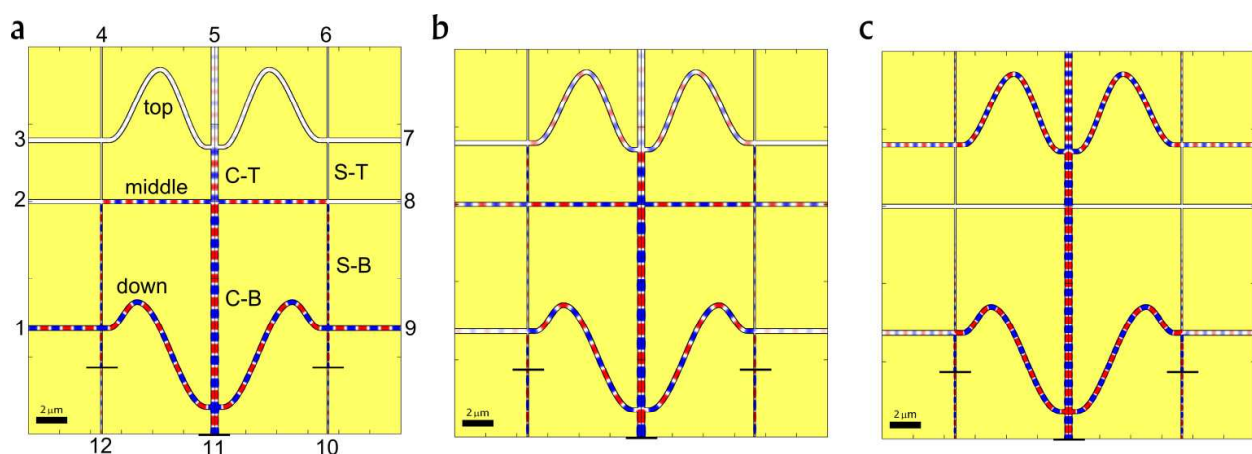 a
b
c
4 5 6
top
3 7
C-T
S-T
middle
2 8
S-B
down
C-B
1 9
2 μm
2 μm
2 μm
12 11 10